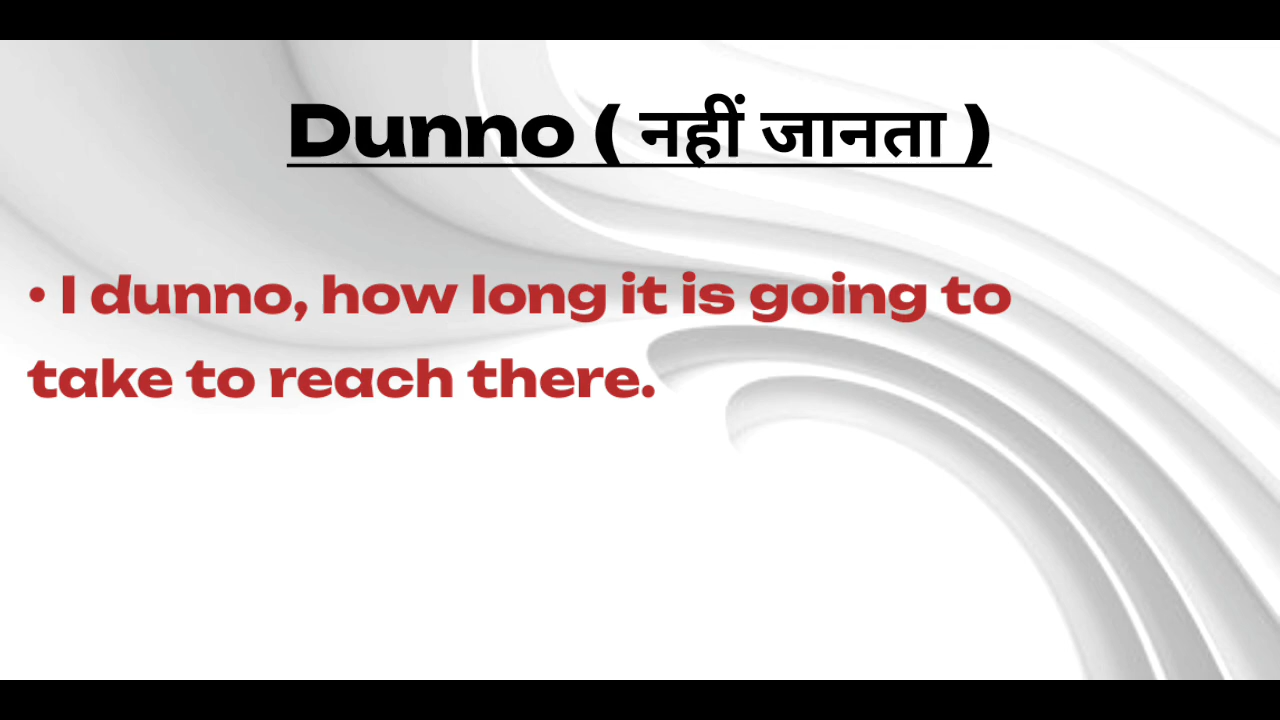 Dunno ( नहीं जानता )
• I dunno, how long it is going to
take to reach there.